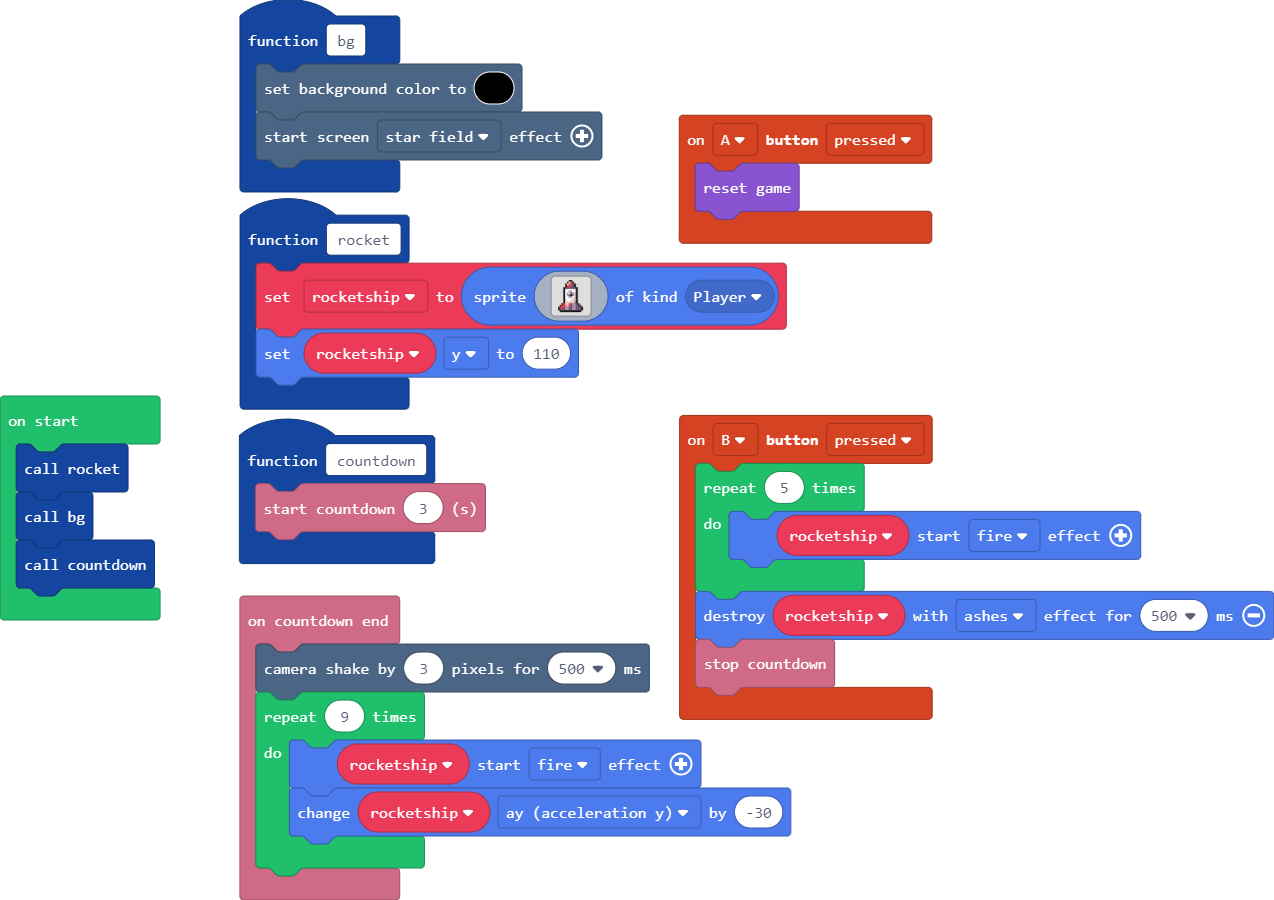 function bg
set background color to
start screen star field effect
function rocket
set rocketship to sprite of kind Player
set rocketship y to 110
on start
call rocket
call bg
call countdown
function countdown
start countdown 3 (s)
on countdown end
camera shake by 3 pixels for 500 ms
repeat 9 times
do
rocketship start fire effect
change rocketship ay (acceleration y) by -30
on A button pressed
reset game
on B button pressed
repeat 5 times
do
rocketship start fire effect
destroy rocketship with ashes effect for 500 ms
stop countdown